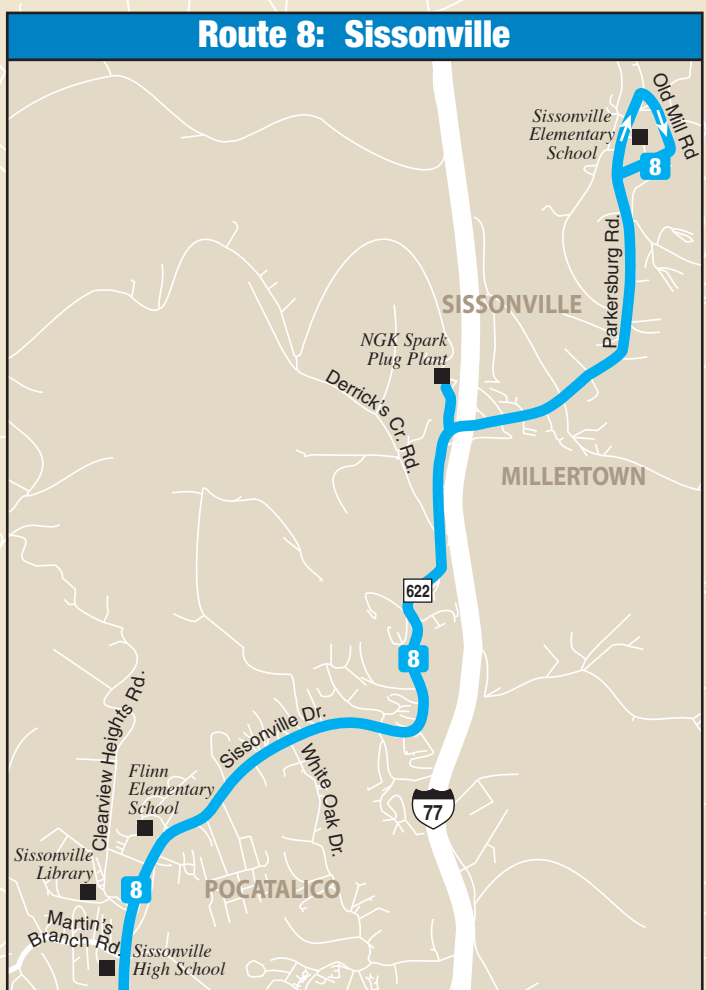 Route 8: Sissonville
Old Mill Rd
Sissonville
Elementary
School
8
Parkersburg Rd.
SISSONVILLE
NGK Spark
Plug Plant
Derrick's Cr. Rd.
MILLERTOWN
622
8
Clearview Heights Rd.
Sissonville Dr.
White Oak Dr.
Flinn
Elementary
School
77
Sissonville
Library
8
POCATALICO
Martin's
Branch Rd.
Sissonville
High School